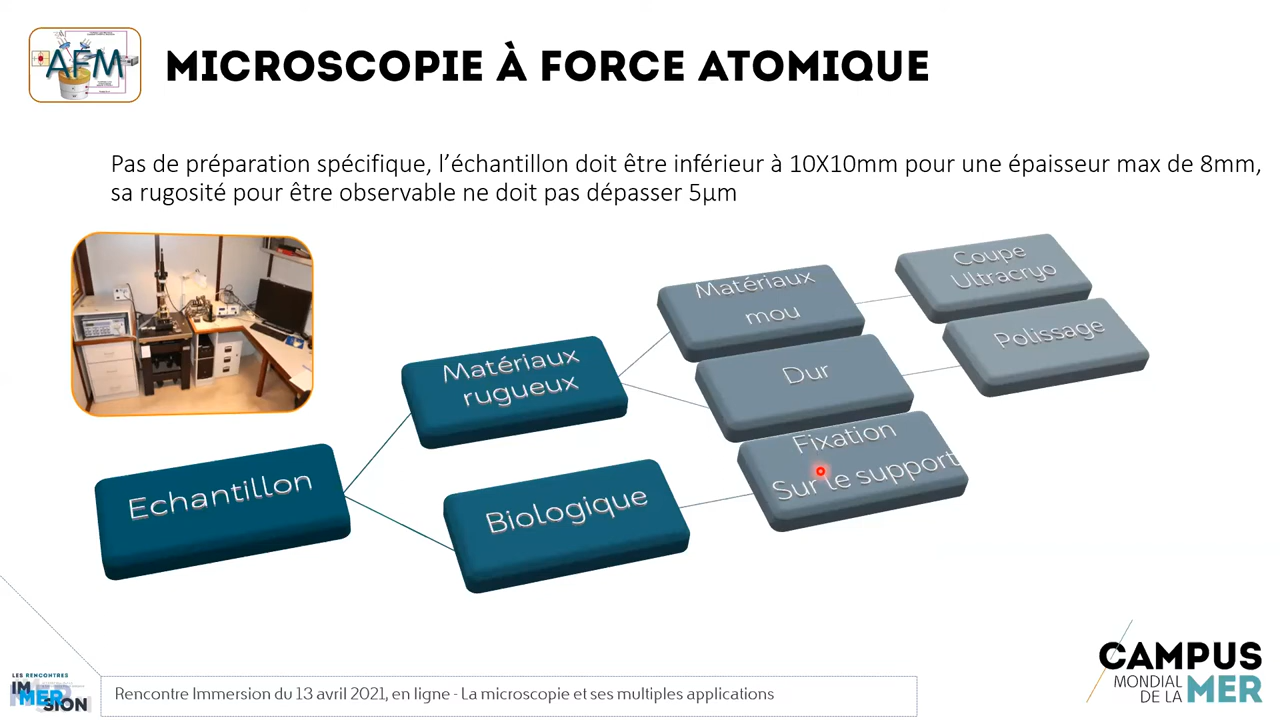 AFM
MICROSCOPIE À FORCE ATOMIQUE
Pas de préparation spécifique, l’échantillon doit être inférieur à 10X10mm pour une épaisseur max de 8mm,
sa rugosité pour être observable ne doit pas dépasser 5µm
Echantillon
Matériaux
rugueux
Biologique
Matériaux
mou
Dur
Fixation
Sur le support
Coupe
Ultracryo
Polissage
LES RENCONTRES
IM
MER
SION
Rencontre Immersion du 13 avril 2021, en ligne - La microscopie et ses multiples applications
CAMPUS
MONDIAL
DE LA MER